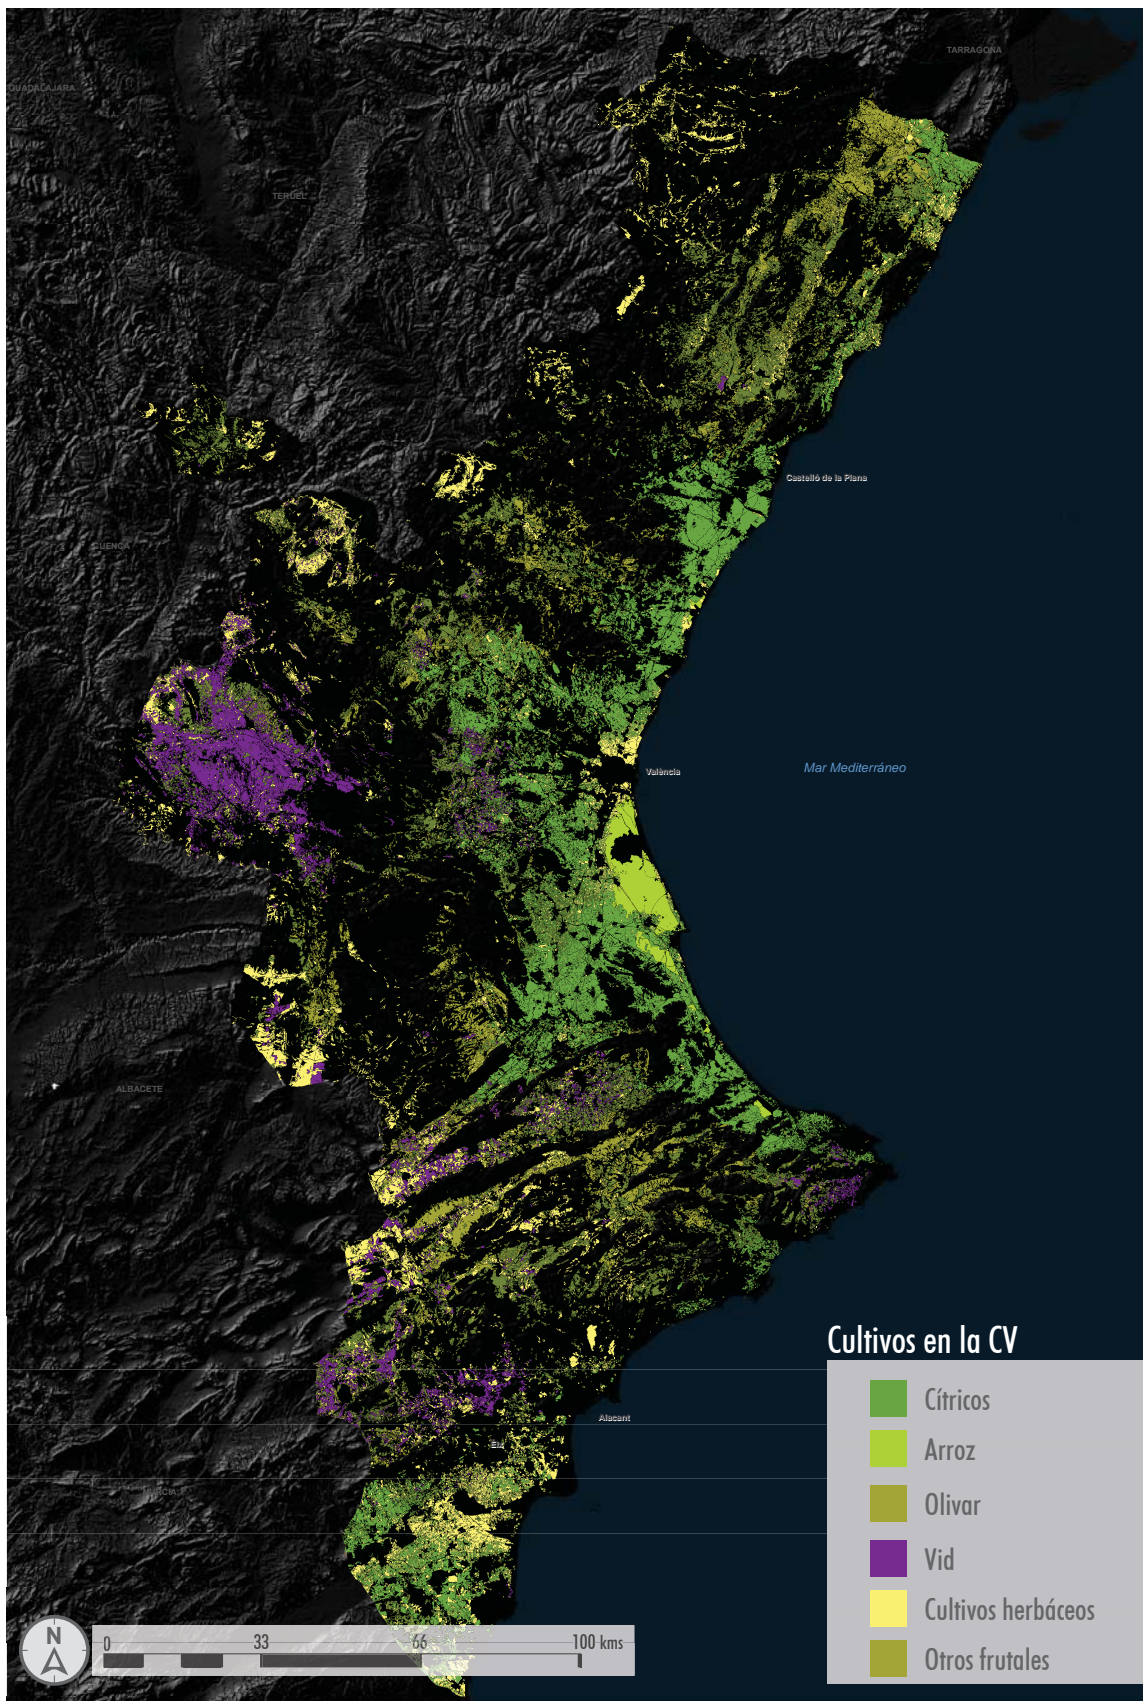 TARRAGONA
GUADALAJARA
TERUEL
Castelló de la Plana
CUENCA
València
Mar Mediterráneo
ALBACETE
Cultivos en la CV
Cítricos
Alacant
Elx
Arroz
Olivar
Vid
Cultivos herbáceos
Otros frutales
N
0 33 66 100 kms